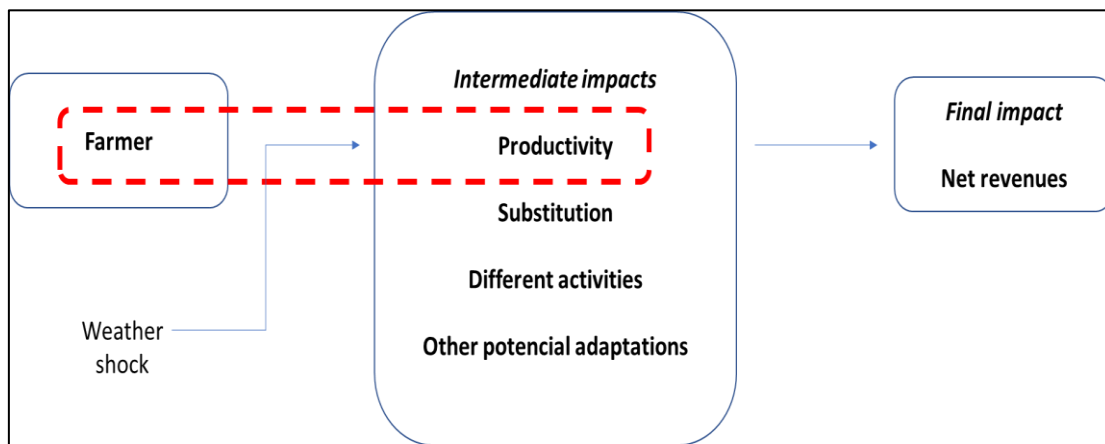 Farmer
Weather
shock
Intermediate impacts
Productivity
Substitution
Different activities
Other potencial adaptations
Final impact
Net revenues